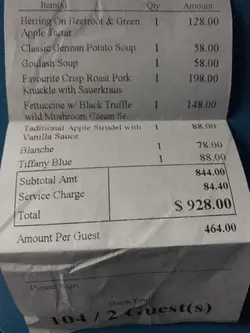 Item(s) Qty Amount
Herring On Beetroot & Green 1 128.00
Apple Tartar
Classic German Potato Soup 1 58.00
Goulash Soup 1 58.00
Favourite Crisp Roast Pork 1 198.00
Knuckle with Sauerkraus
Fettuccine w/ Black Truffle 1 148.00
wild Mushroom Cream Se
Traditional Apple Strudel with 1 88.00
Vanilla Sauce
Blanche 1 78.00
Tiffany Blue 1 88.00
Subtotal Amt 844.00
Service Charge 84.40
Total $ 928.00
Amount Per Guest 464.00
Please Sign
Thank You
104 / 2 Guest(s)